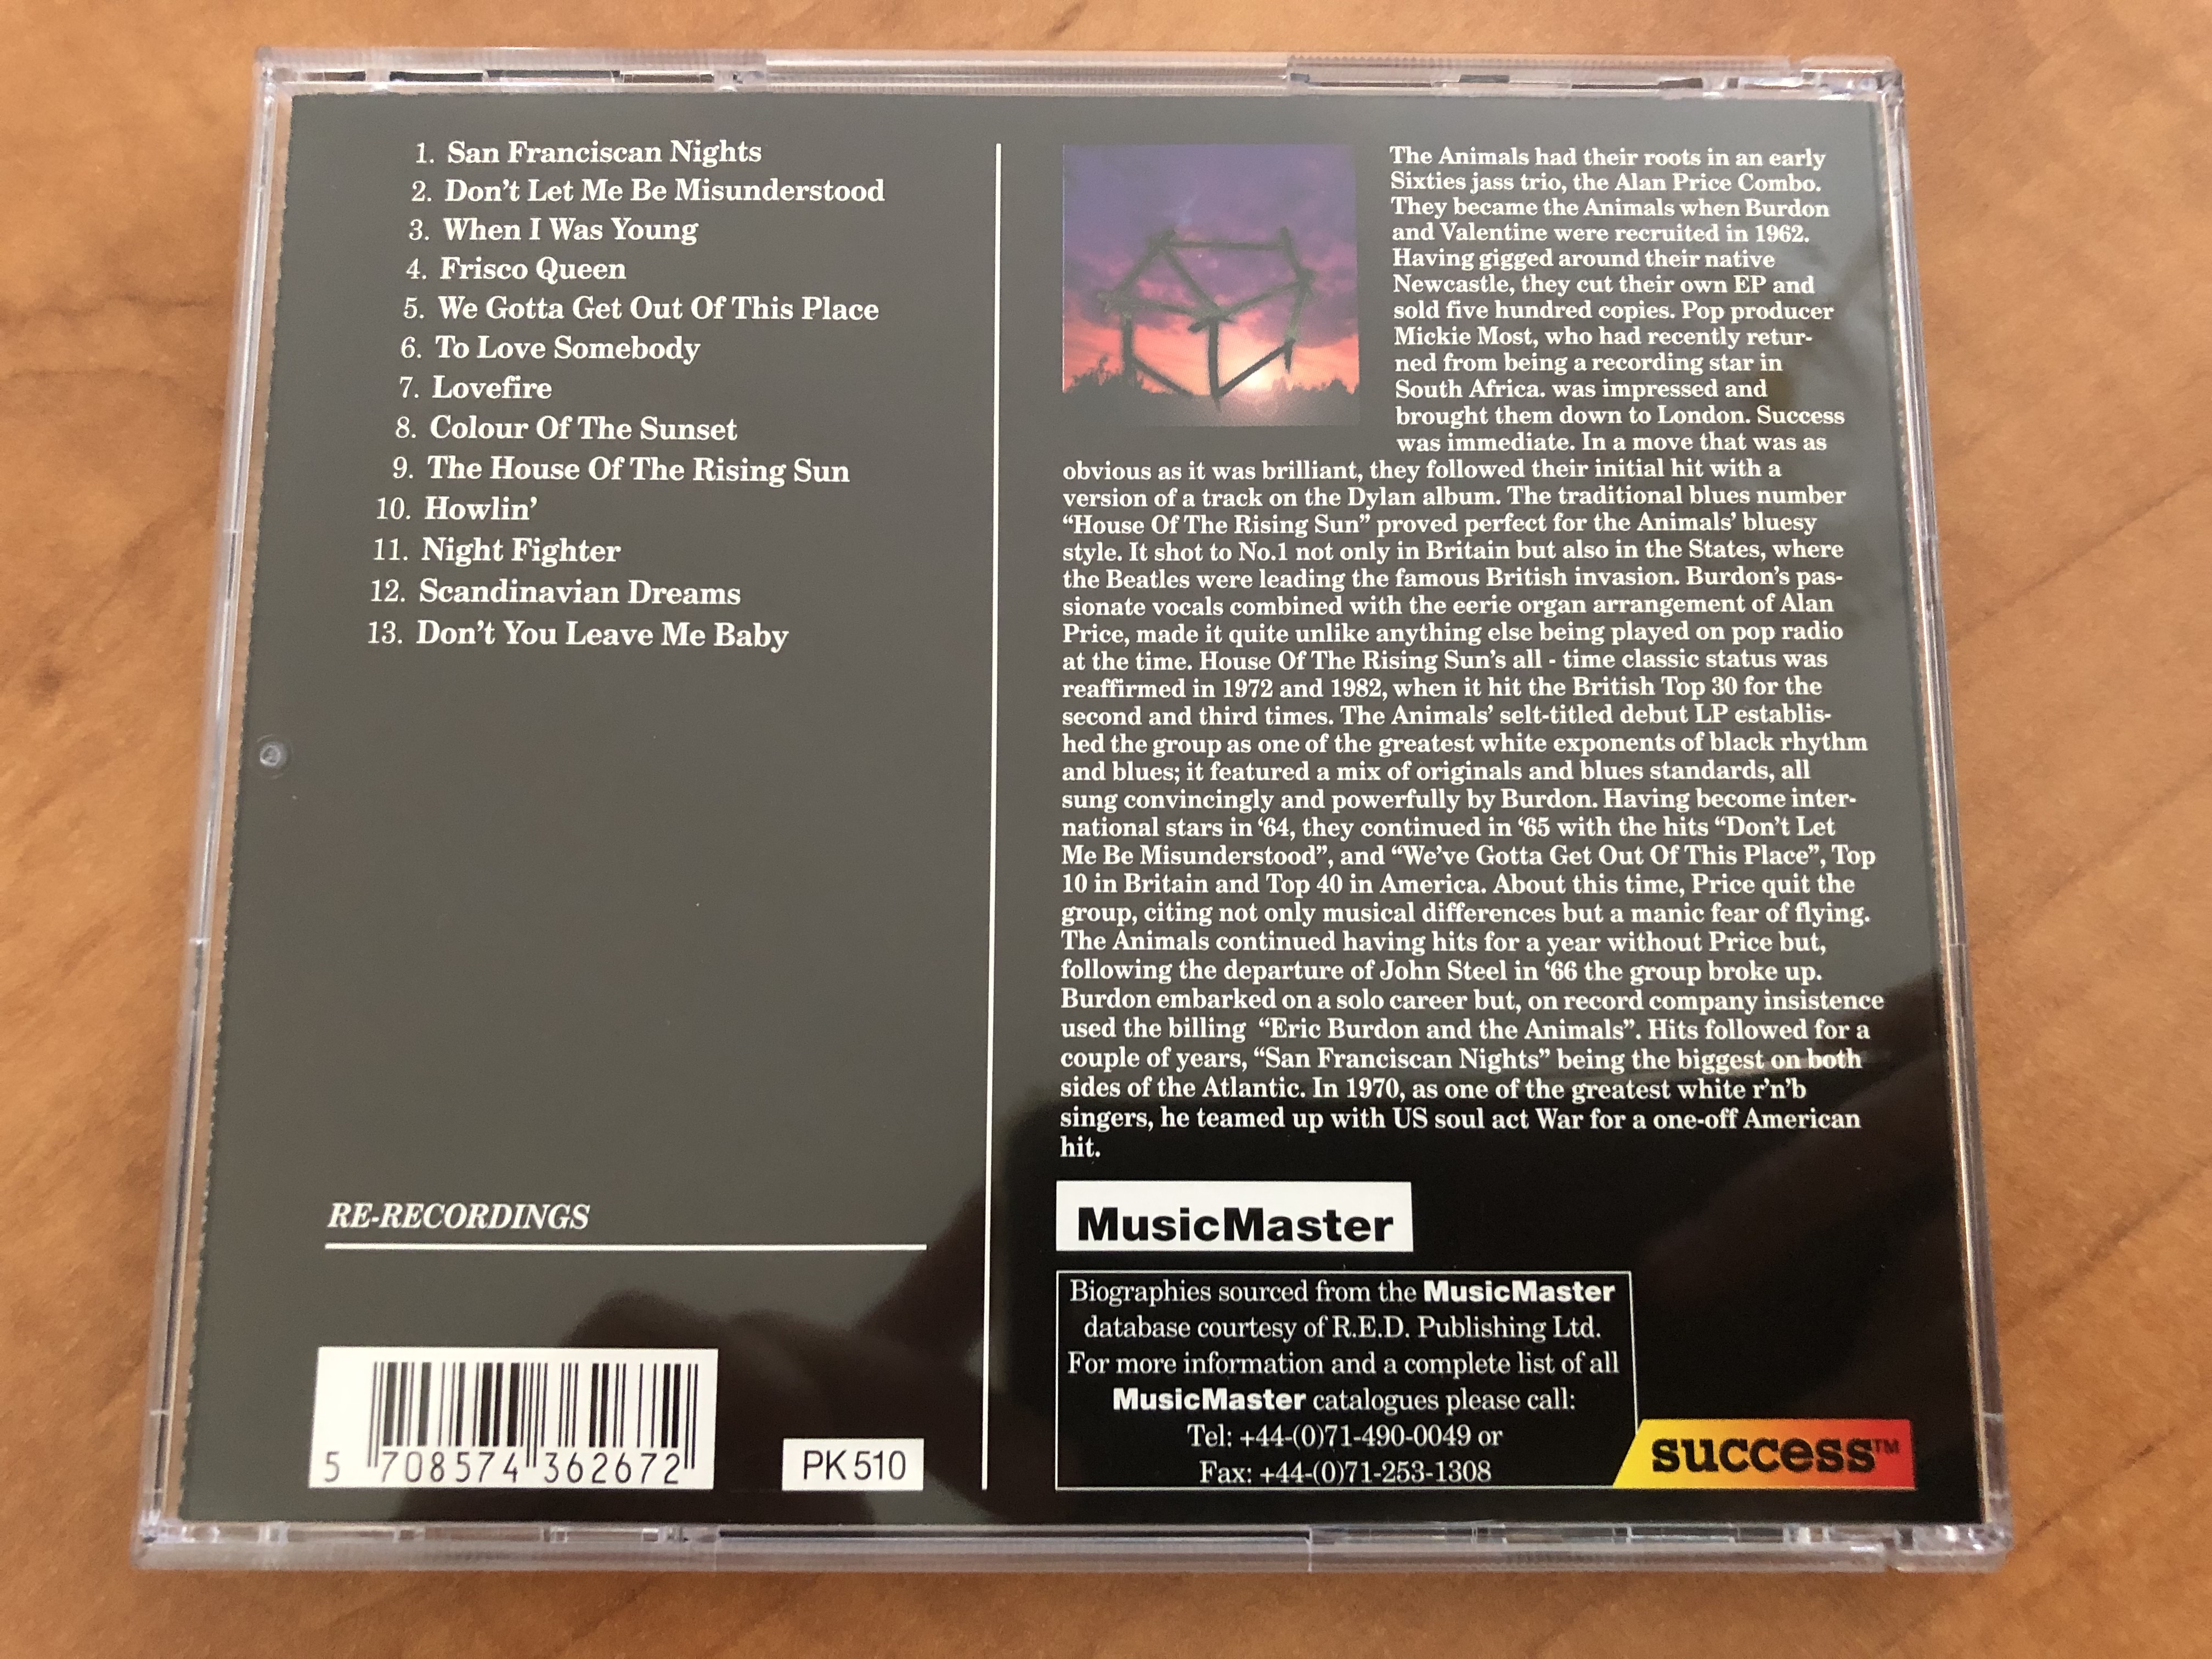 1. San Franciscan Nights
2. Don't Let Me Be Misunderstood
3. When I Was Young
4. Frisco Queen
5. We Gotta Get Out Of This Place
6. To Love Somebody
7. Lovefire
8. Colour Of The Sunset
9. The House Of The Rising Sun
10. Howlin'
11. Night Fighter
12. Scandinavian Dreams
13. Don't You Leave Me Baby
RE-RECORDINGS
5 708574 362672
PK 510
The Animals had their roots in an early
Sixties jass trio, the Alan Price Combo.
They became the Animals when Burdon
and Valentine were recruited in 1962.
Having gigged around their native
Newcastle, they cut their own EP and
sold five hundred copies. Pop producer
Mickie Most, who had recently retur-
ned from being a recording star in
South Africa. was impressed and
brought them down to London. Success
was immediate. In a move that was as
obvious as it was brilliant, they followed their initial hit with a
version of a track on the Dylan album. The traditional blues number
“House Of The Rising Sun” proved perfect for the Animals’ bluesy
style. It shot to No.1 not only in Britain but also in the States, where
the Beatles were leading the famous British invasion. Burdon’s pas-
sionate vocals combined with the eerie organ arrangement of Alan
Price, made it quite unlike anything else being played on pop radio
at the time. House Of The Rising Sun’s all - time classic status was
reaffirmed in 1972 and 1982, when it hit the British Top 30 for the
second and third times. The Animals’ selt-titled debut LP establis-
hed the group as one of the greatest white exponents of black rhythm
and blues; it featured a mix of originals and blues standards, all
sung convincingly and powerfully by Burdon. Having become inter-
national stars in ‘64, they continued in ‘65 with the hits “Don’t Let
Me Be Misunderstood”, and “We’ve Gotta Get Out Of This Place”, Top
10 in Britain and Top 40 in America. About this time, Price quit the
group, citing not only musical differences but a manic fear of flying.
The Animals continued having hits for a year without Price but,
following the departure of John Steel in ‘66 the group broke up.
Burdon embarked on a solo career but, on record company insistence
used the billing “Eric Burdon and the Animals”. Hits followed for a
couple of years, “San Franciscan Nights” being the biggest on both
sides of the Atlantic. In 1970, as one of the greatest white r’n’b
singers, he teamed up with US soul act War for a one-off American
hit.
MusicMaster
Biographies sourced from the MusicMaster
database courtesy of R.E.D. Publishing Ltd.
For more information and a complete list of all
MusicMaster catalogues please call:
Tel: +44-(0)71-490-0049 or
Fax: +44-(0)71-253-1308
success™